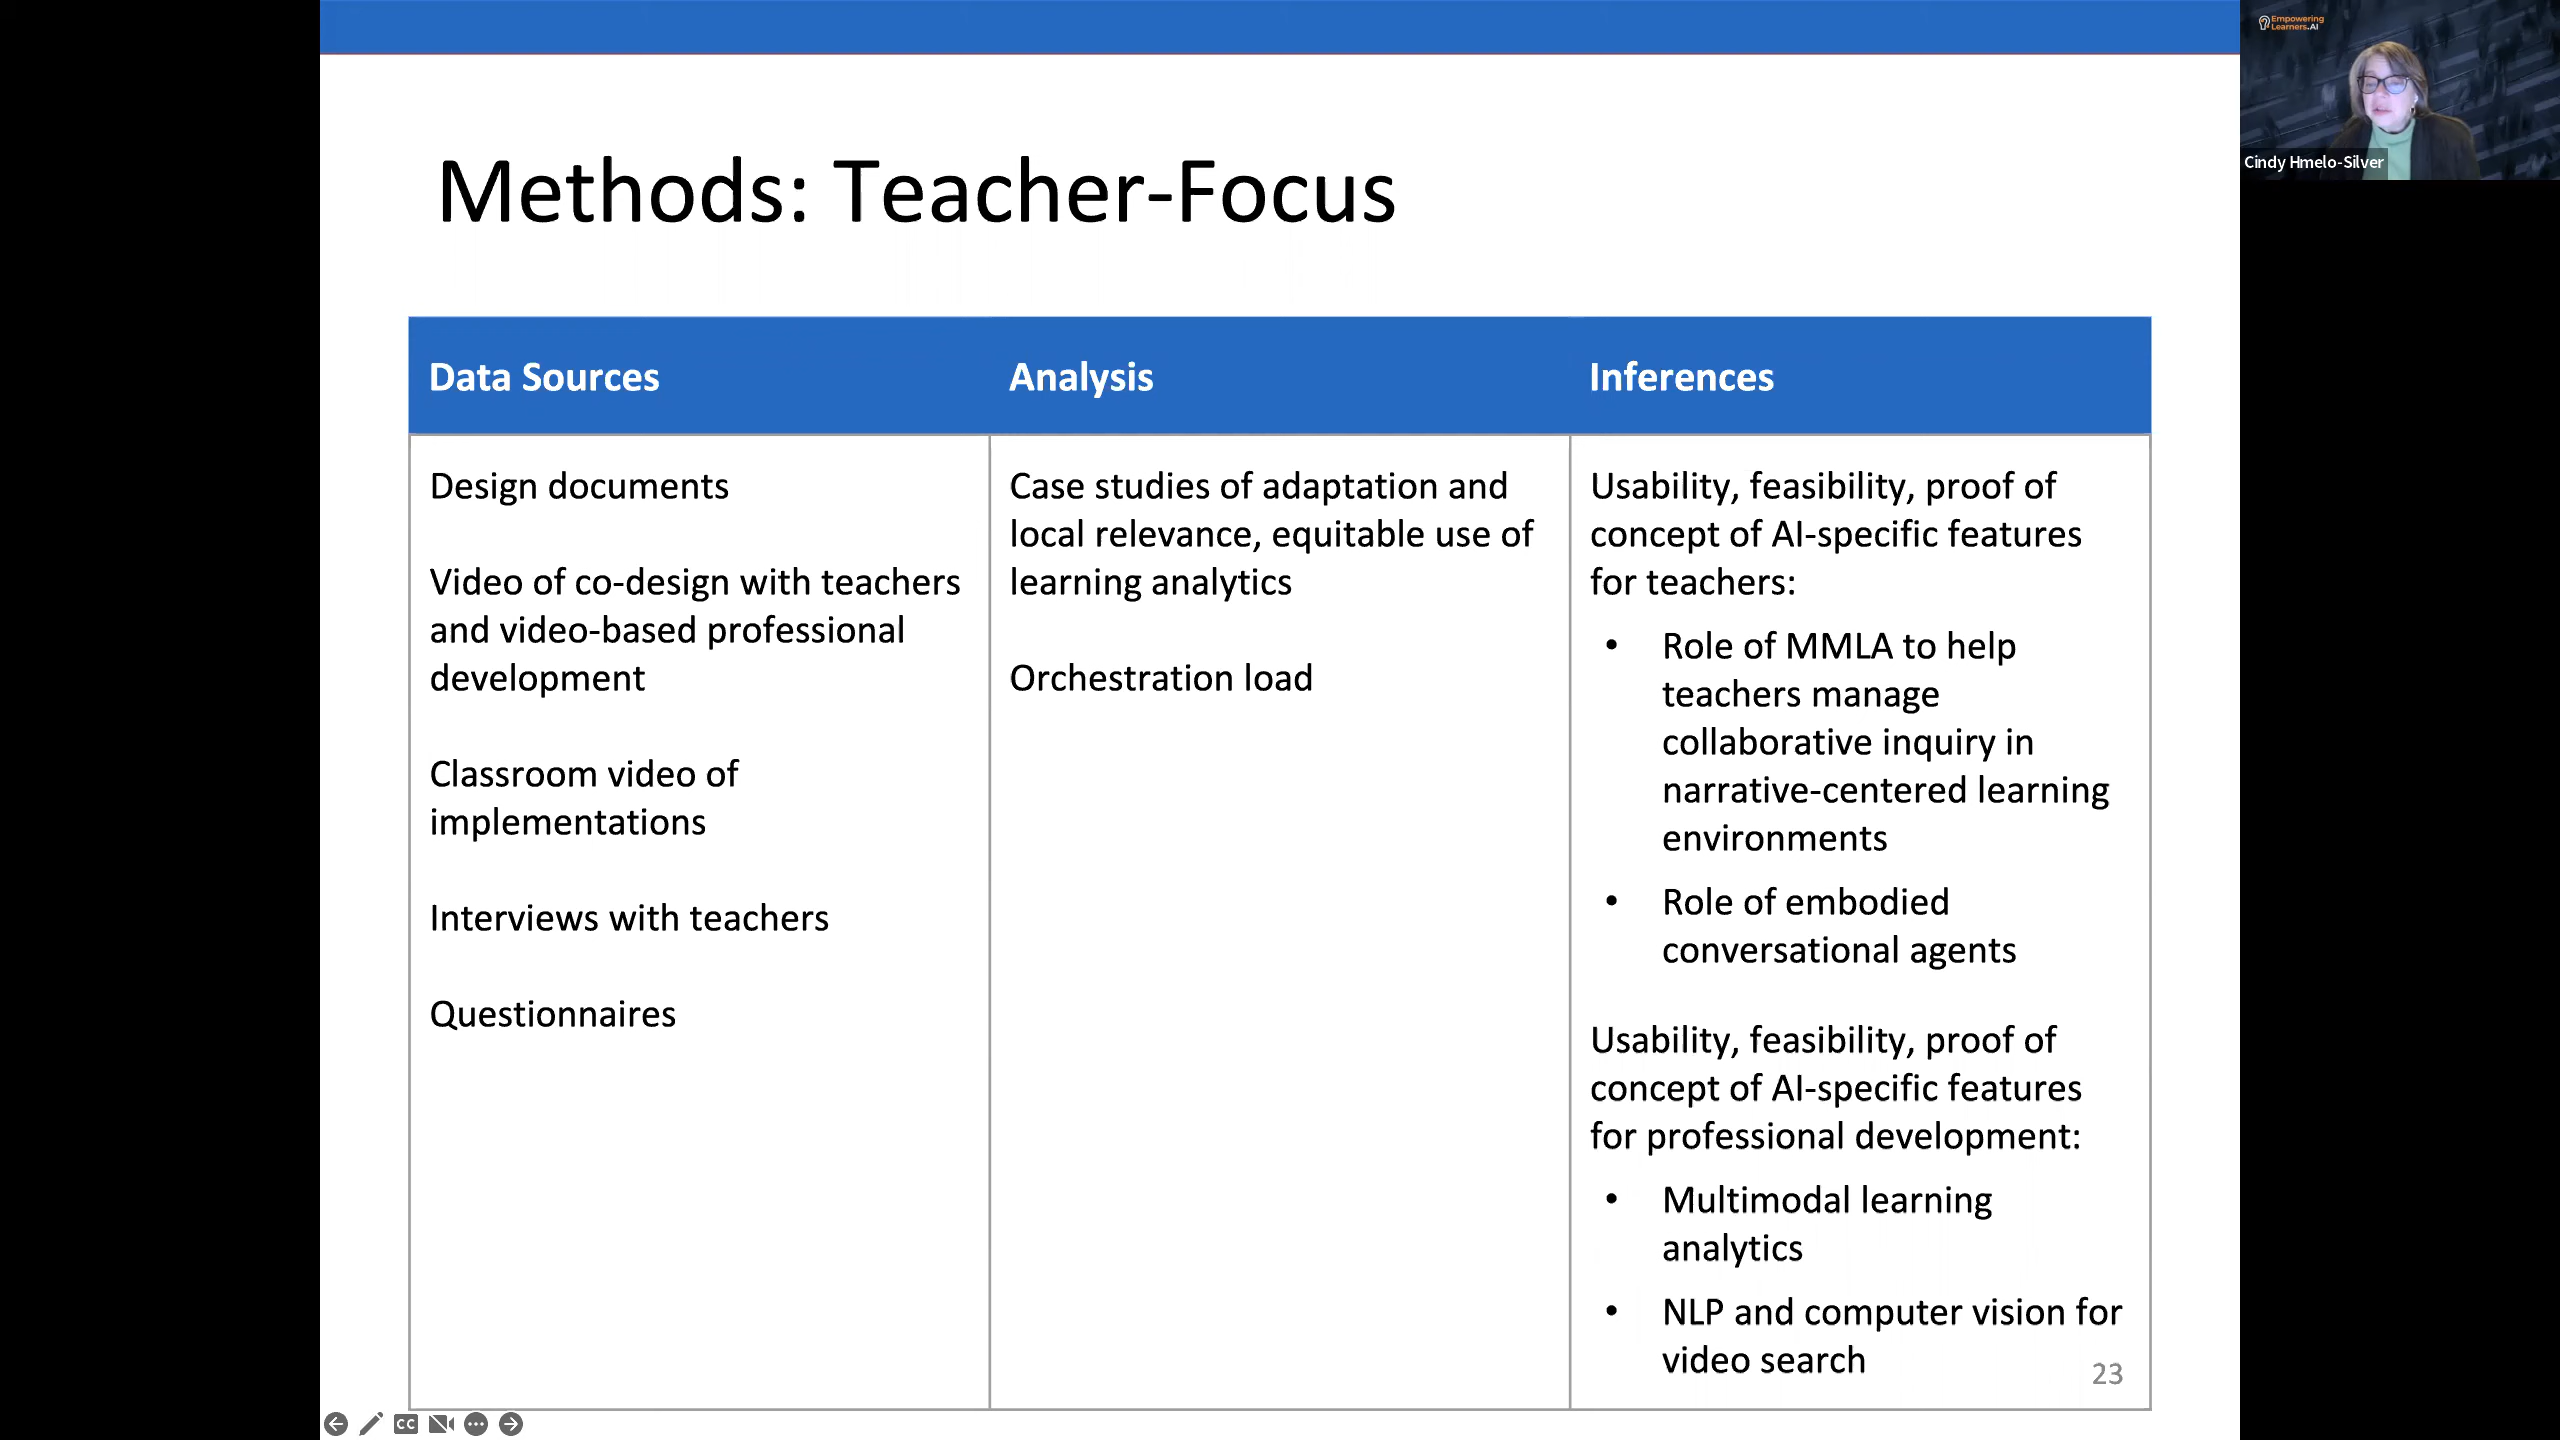 Empowering
Learners.AI
Cindy Hmelo-Silver
Methods: Teacher-Focus
Data Sources
Analysis
Inferences
Design documents
Video of co-design with teachers
and video-based professional
development
Classroom video of
implementations
Interviews with teachers
Questionnaires
Case studies of adaptation and
local relevance, equitable use of
learning analytics
Orchestration load
Usability, feasibility, proof of
concept of AI-specific features
for teachers:
• Role of MMLA to help
teachers manage
collaborative inquiry in
narrative-centered learning
environments
• Role of embodied
conversational agents
Usability, feasibility, proof of
concept of AI-specific features
for professional development:
• Multimodal learning
analytics
• NLP and computer vision for
video search
23
CC